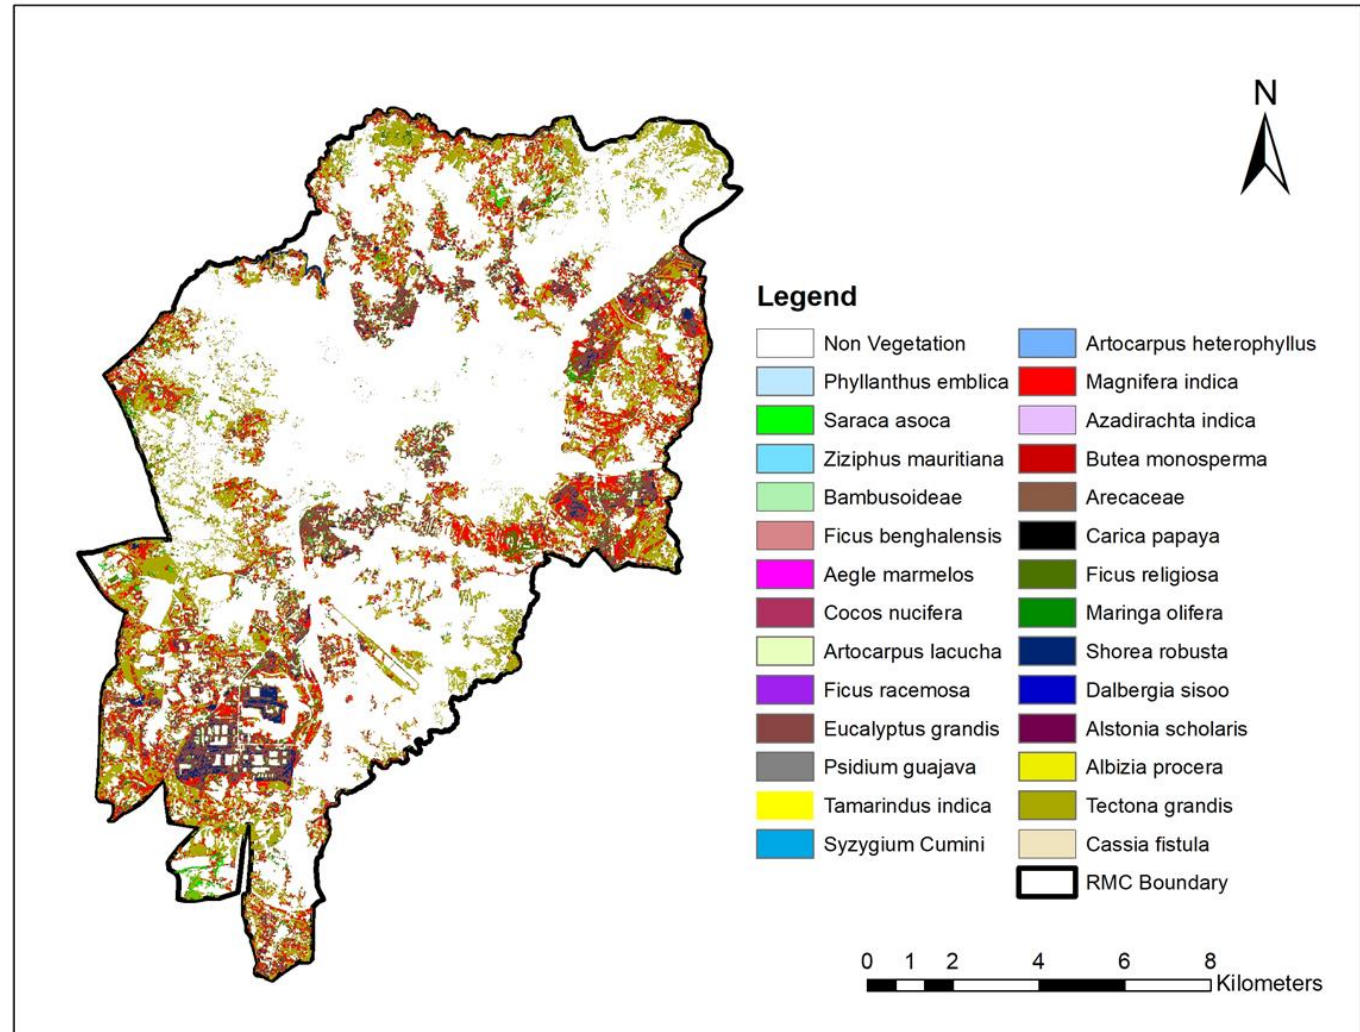 N
Legend
Non Vegetation
Phyllanthus emblica
Saraca asoca
Ziziphus mauritiana
Bambusoideae
Ficus benghalensis
Aegle marmelos
Cocos nucifera
Artocarpus lacucha
Ficus racemosa
Eucalyptus grandis
Psidium guajava
Tamarindus indica
Syzygium Cumini
Artocarpus heterophyllus
Magnifera indica
Azadirachta indica
Butea monosperma
Arecaceae
Carica papaya
Ficus religiosa
Maringa olifera
Shorea robusta
Dalbergia sisoo
Alstonia scholaris
Albizia procera
Tectona grandis
Cassia fistula
RMC Boundary
0 1 2 4 6 8
Kilometers